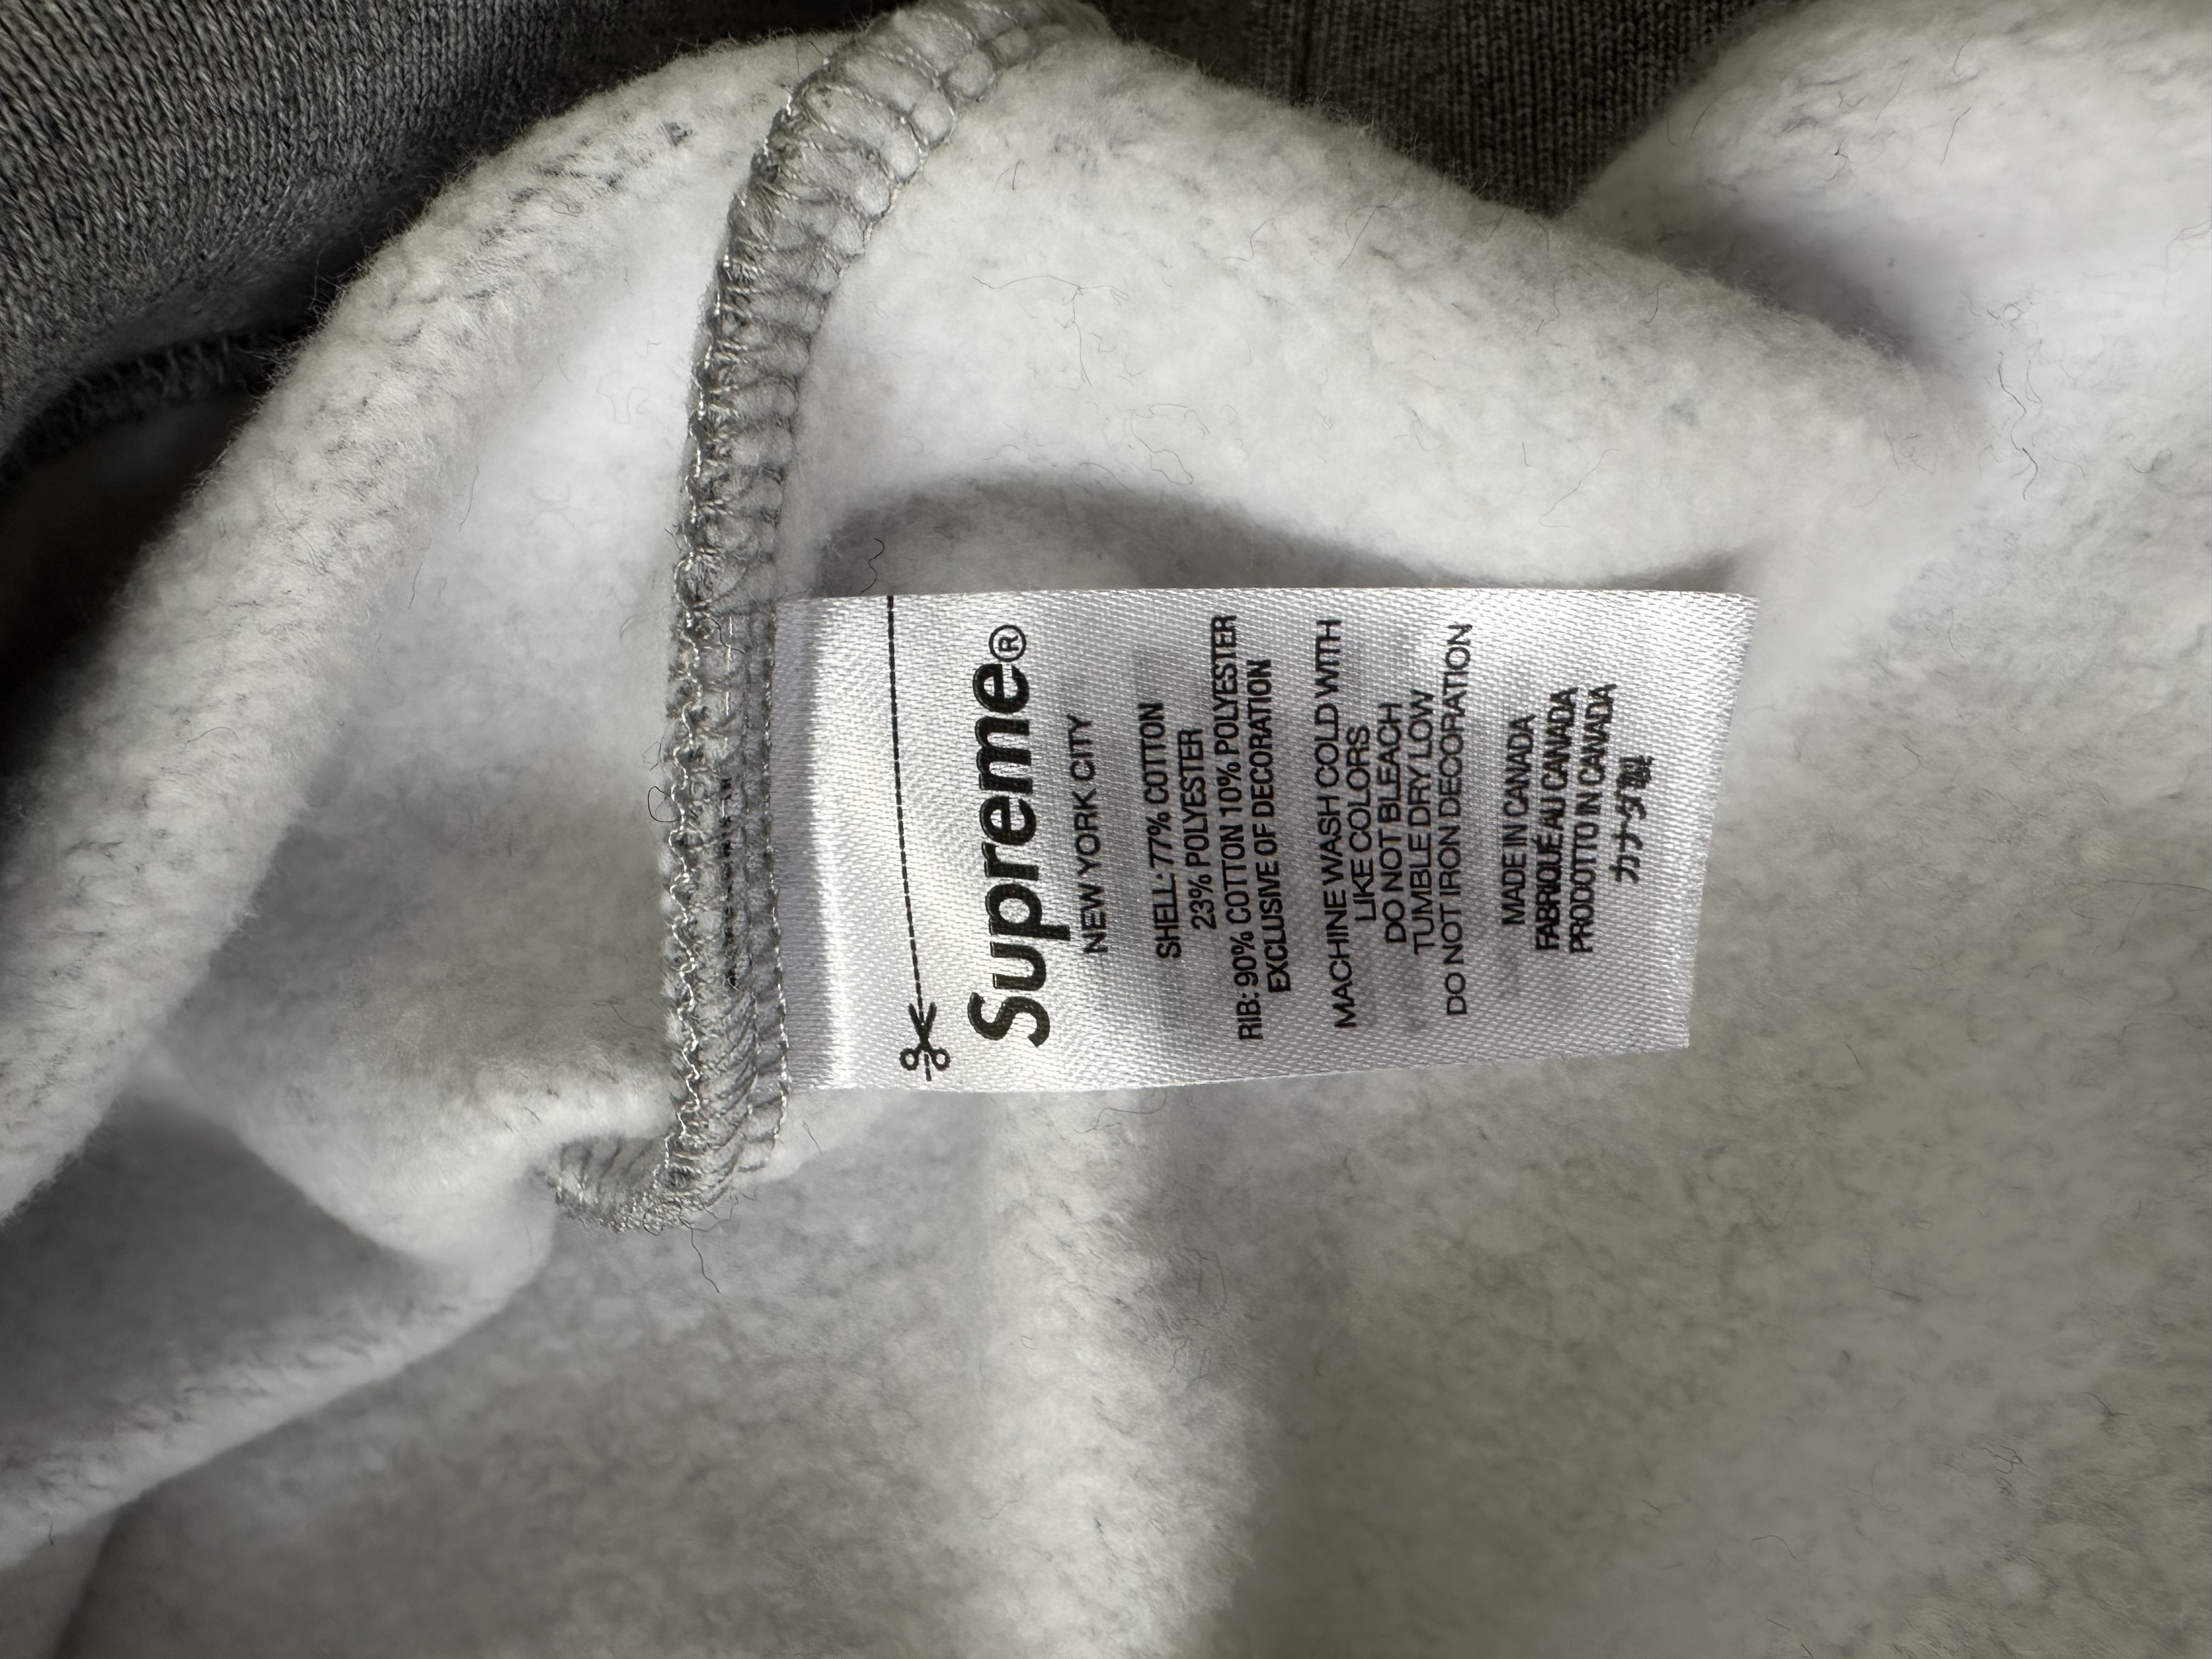 Supreme®
NEW YORK CITY
SHELL: 77% COTTON
23% POLYESTER
RIB: 90% COTTON 10% POLYESTER
EXCLUSIVE OF DECORATION
MACHINE WASH COLD WITH
LIKE COLORS
DO NOT BLEACH
TUMBLE DRY LOW
DO NOT IRON DECORATION
MADE IN CANADA
FABRIQUÉ AU CANADA
PRODOTTO IN CANADA
カナダ製